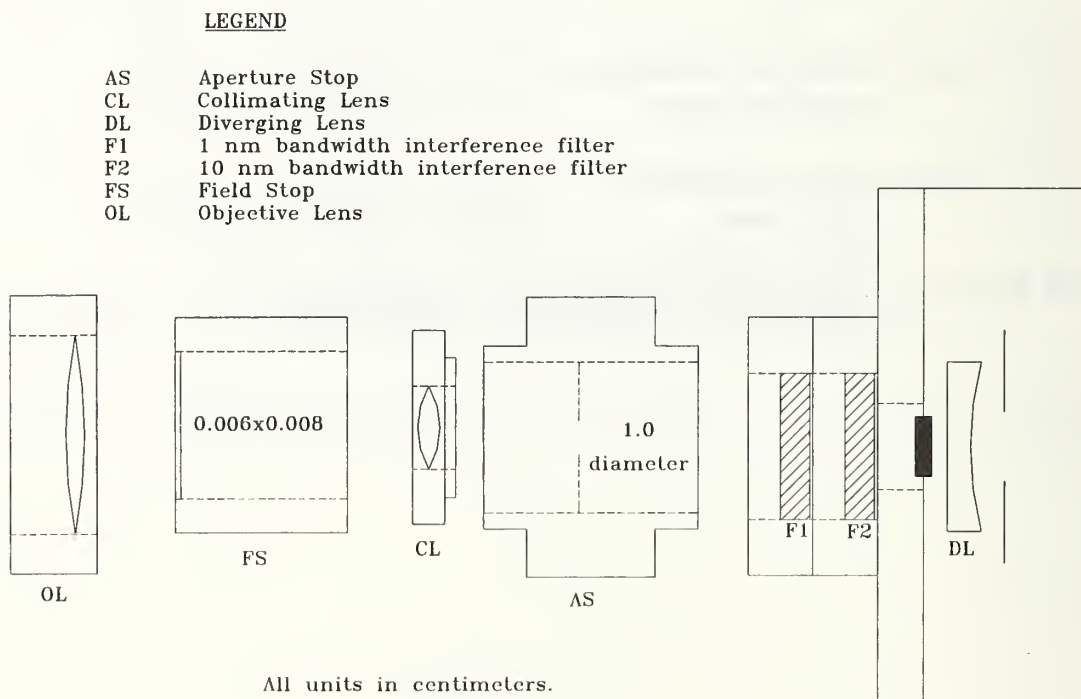 LEGEND
AS Aperture Stop
CL Collimating Lens
DL Diverging Lens
F1 1 nm bandwidth interference filter
F2 10 nm bandwidth interference filter
FS Field Stop
OL Objective Lens
0.006x0.008
1.0
diameter
F1
F2
DL
CL
FS
OL
AS
All units in centimeters.